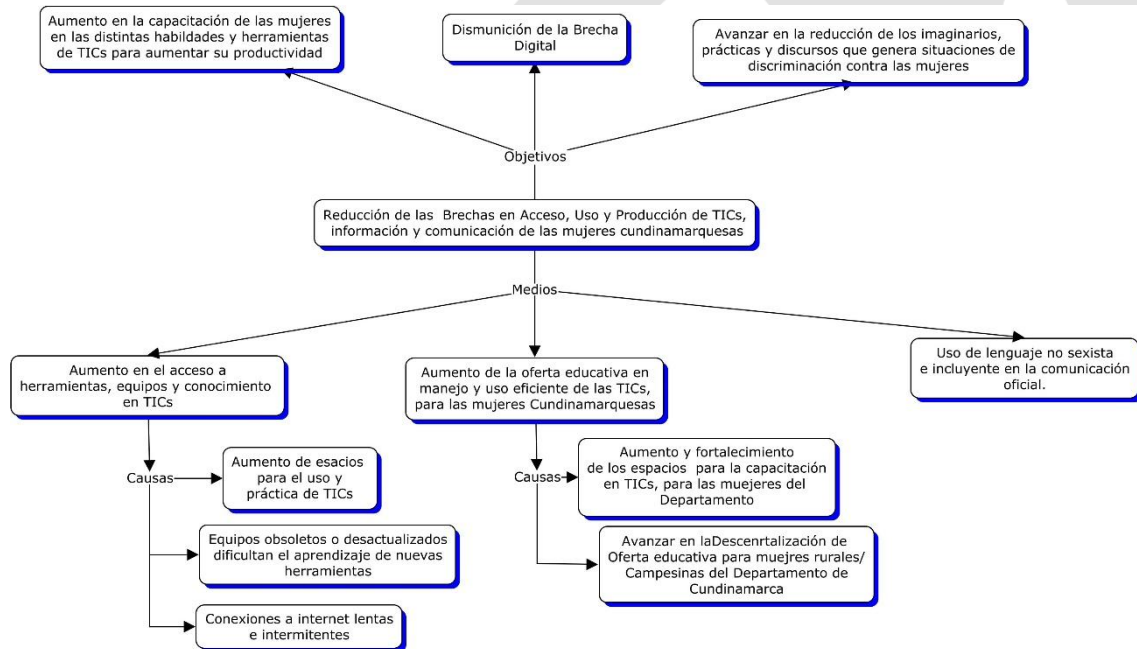 Aumento en la capacitación de las mujeres
en las distintas habildades y herramientas
de TICs para aumentar su productividad
Dismunición de la Brecha
Digital
Avanzar en la reducción de los imaginarios,
prácticas y discursos que genera situaciones de
discriminación contra las mujeres
Objetivos
Reducción de las Brechas en Acceso, Uso y Producción de TICs,
información y comunicación de las mujeres cundinamarquesas
Medios
Aumento en el acceso a
herramientas, equipos y conocimiento
en TICs
Aumento de la oferta educativa en
manejo y uso eficiente de las TICs,
para las mujeres Cundinamarquesas
Uso de lenguaje no sexista
e incluyente en la comunicación
oficial.
Causas
Aumento de esacios
para el uso y
práctica de TICs
Equipos obsoletos o desactualizados
dificultan el aprendizaje de nuevas
herramientas
Conexiones a internet lentas
e intermitentes
Causas
Aumento y fortalecimiento
de los espacios para la capacitación
en TICs, para las muejeres del
Departamento
Avanzar en laDescenrtalización de
Oferta educativa para muejres rurales/
Campesinas del Departamento de
Cundinamarca